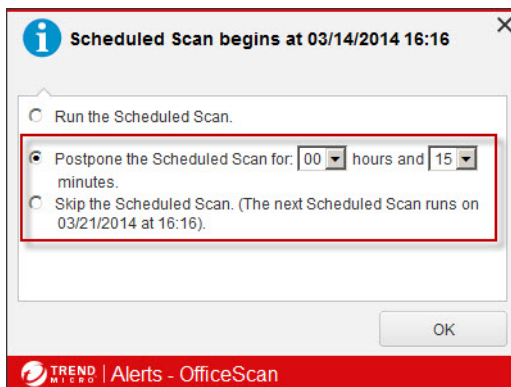 Scheduled Scan begins at 03/14/2014 16:16
Run the Scheduled Scan.
Postpone the Scheduled Scan for: 00 hours and 15
minutes.
Skip the Scheduled Scan. (The next Scheduled Scan runs on
03/21/2014 at 16:16).
OK
TREND MICRO | Alerts - OfficeScan